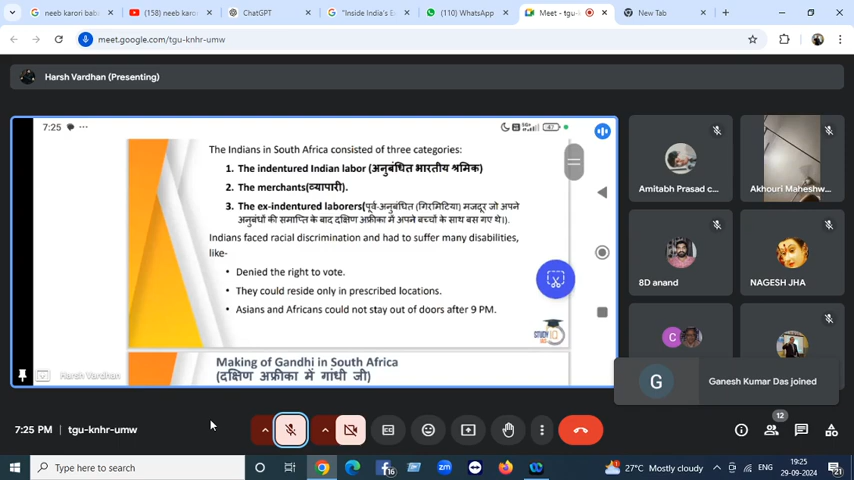 neeb karori bab
(158) neeb karo
ChatGPT
"Inside India's E
(110) WhatsApp
Meet - tgu-
New Tab
meet.google.com/tgu-knhr-umw
Harsh Vardhan (Presenting)
7:25
47
The Indians in South Africa consisted of three categories:
1. The indentured Indian labor (अनुबंधित भारतीय श्रमिक)
2. The merchants(व्यापारी).
3. The ex-indentured laborers(पूर्व-अनुबंधित (गिरमिटिया) मजदूर जो अपने
अनुबंधों की समाप्ति के बाद दक्षिण अफ्रीका में अपने बच्चों के साथ बस गए थे।).
Indians faced racial discrimination and had to suffer many disabilities,
like-
• Denied the right to vote.
• They could reside only in prescribed locations.
• Asians and Africans could not stay out of doors after 9 PM.
STUDY
IAS
Making of Gandhi in South Africa
(दक्षिण अफ्रीका में गांधी जी)
Harsh Vardhan
Amitabh Prasad c...
Akhouri Maheshw...
8D anand
NAGESH JHA
C
G
Ganesh Kumar Das joined
7:25 PM | tgu-knhr-umw
12
Type here to search
16
zm
27°C Mostly cloudy
ENG
19:25
29-09-2024
21